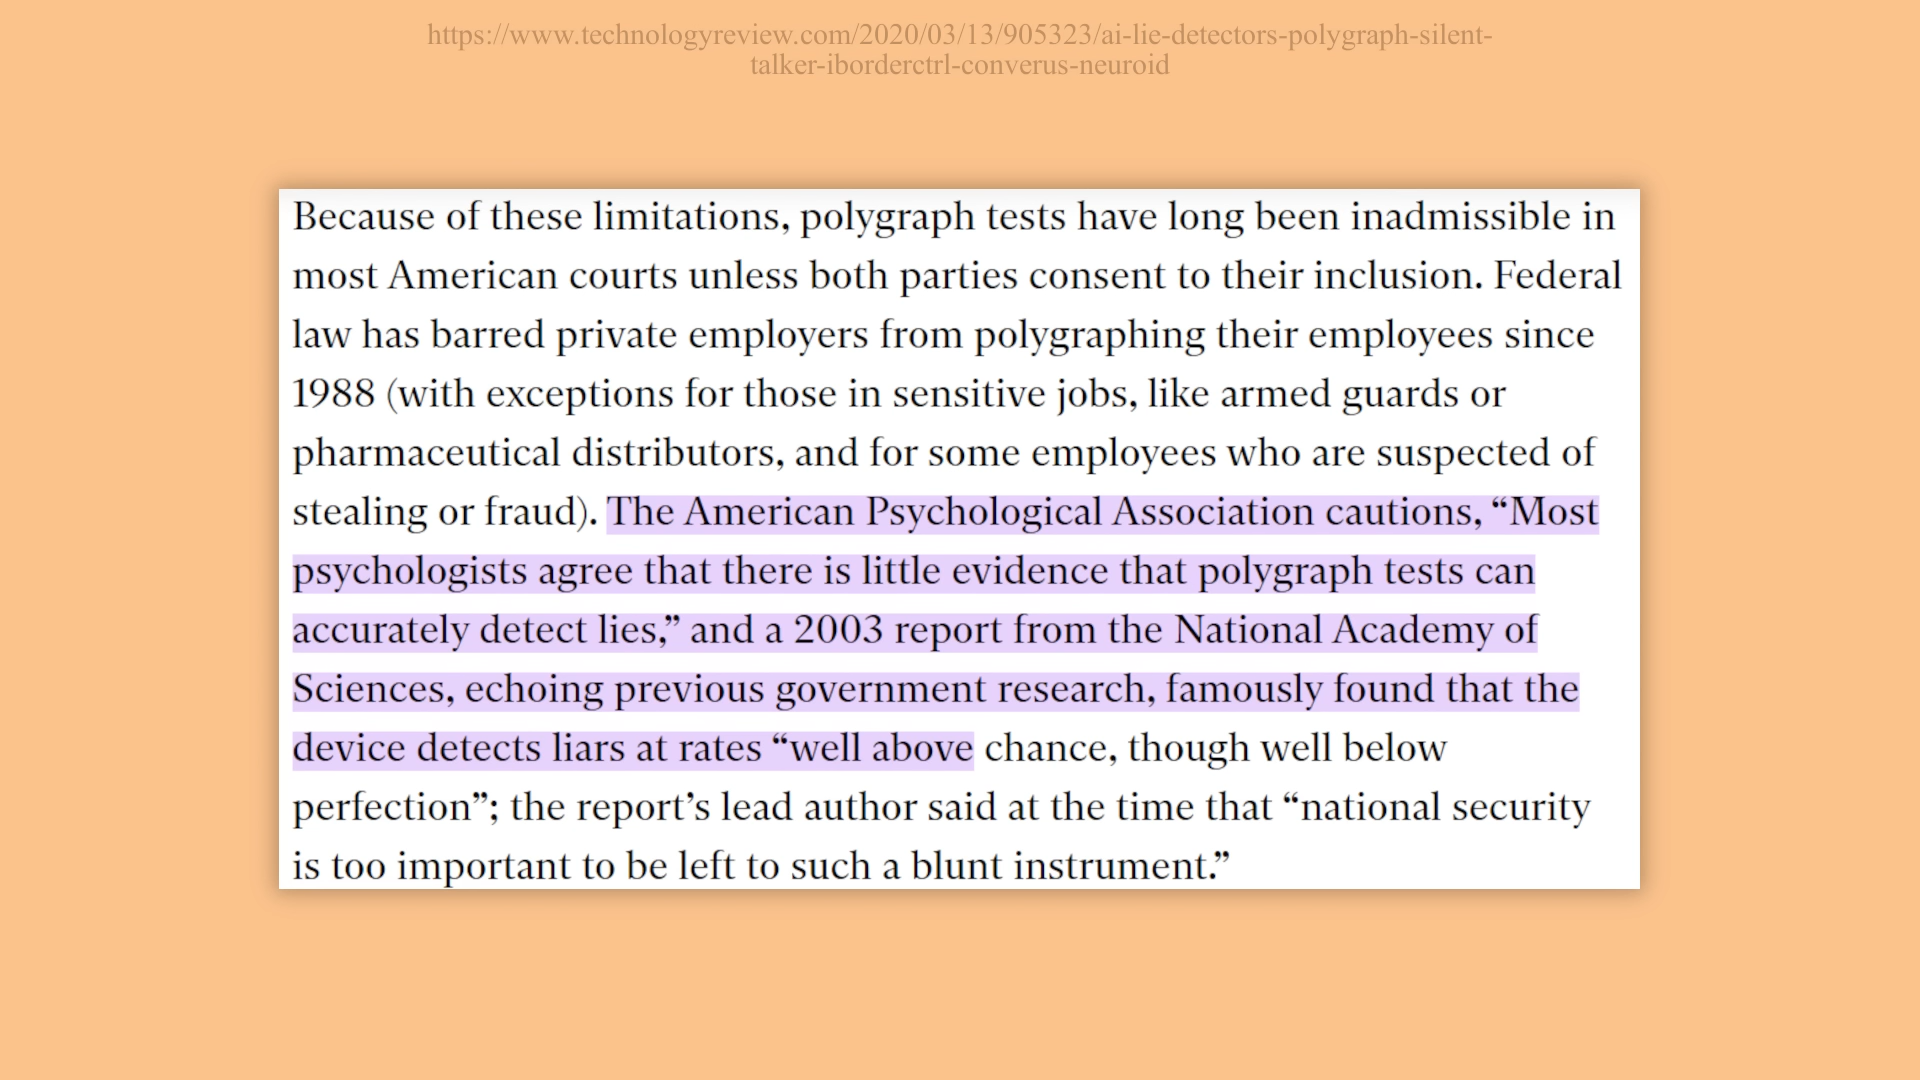 https://www.technologyreview.com/2020/03/13/905323/ai-lie-detectors-polygraph-silent-
talker-iborderctrl-converus-neuroid
Because of these limitations, polygraph tests have long been inadmissible in
most American courts unless both parties consent to their inclusion. Federal
law has barred private employers from polygraphing their employees since
1988 (with exceptions for those in sensitive jobs, like armed guards or
pharmaceutical distributors, and for some employees who are suspected of
stealing or fraud). The American Psychological Association cautions, “Most
psychologists agree that there is little evidence that polygraph tests can
accurately detect lies,” and a 2003 report from the National Academy of
Sciences, echoing previous government research, famously found that the
device detects liars at rates “well above chance, though well below
perfection”; the report’s lead author said at the time that “national security
is too important to be left to such a blunt instrument.”